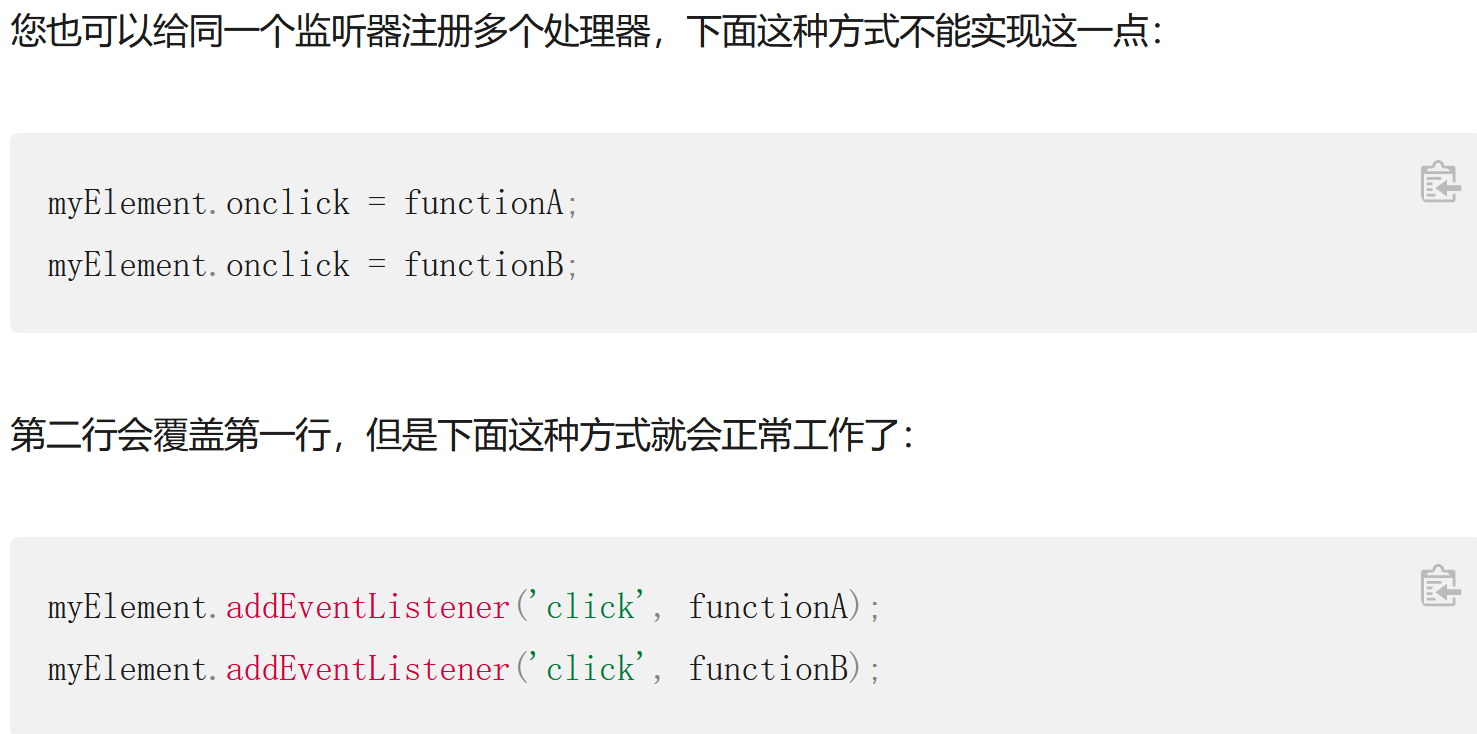 您也可以给同一个监听器注册多个处理器，下面这种方式不能实现这一点：
myElement.onclick = functionA;
myElement.onclick = functionB;
第二行会覆盖第一行，但是下面这种方式就会正常工作了：
myElement.addEventListener('click', functionA);
myElement.addEventListener('click', functionB);